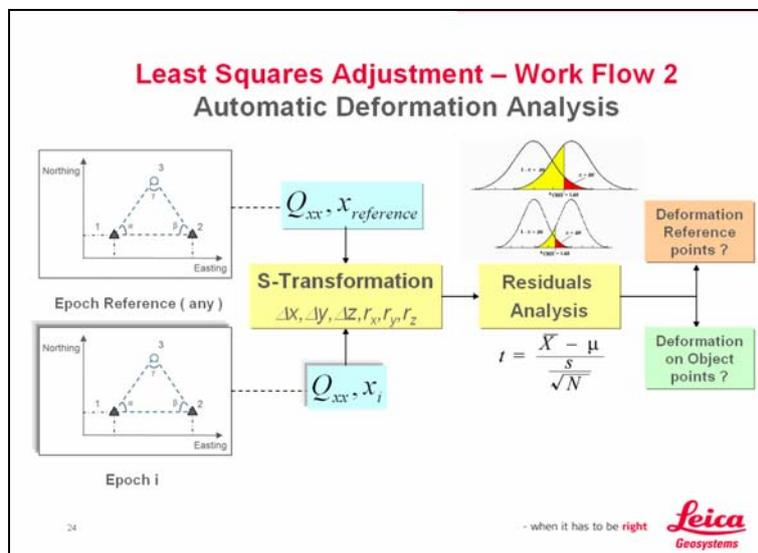 Least Squares Adjustment – Work Flow 2
Automatic Deformation Analysis
Northing
3
γ
1
α
β
2
Easting
Epoch Reference ( any )
Q_xx, x_reference
S-Transformation
Δx, Δy, Δz, r_x, r_y, r_z
Residuals
Analysis
t = (X̄ − μ) / (s / √N)
Deformation
Reference
points ?
Deformation
on Object
points ?
Northing
3
γ
1
α
β
2
Easting
Q_xx, x_i
Epoch i
24
- when it has to be right
Leica
Geosystems